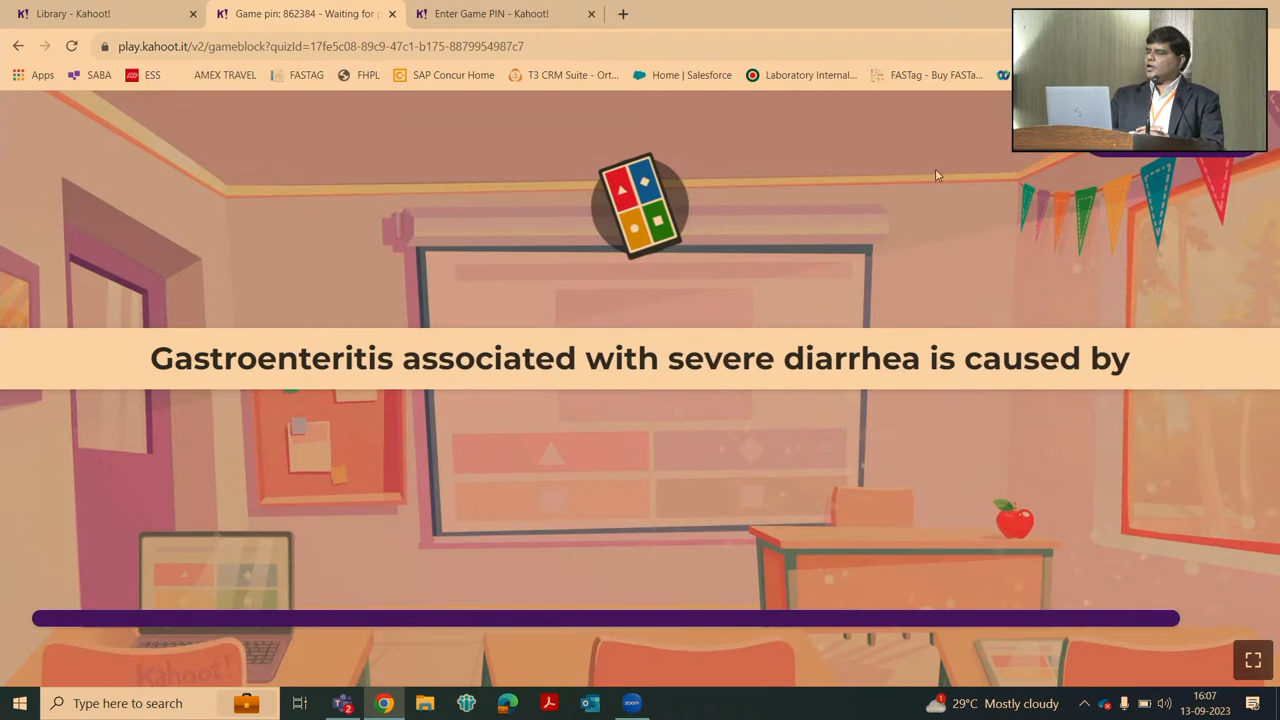 Library - Kahoot!
Game pin: 862384 - Waiting for p
Enter Game PIN - Kahoot!
play.kahoot.it/v2/gameblock?quizId=17fe5c08-89c9-47c1-b175-8879954987c7
Apps
SABA
ESS
AMEX TRAVEL
FASTAG
FHPL
SAP Concur Home
T3 CRM Suite - Ort...
Home | Salesforce
Laboratory Internal...
FASTag - Buy FASTa...
Gastroenteritis associated with severe diarrhea is caused by
Kahoot!
Type here to search
zoom
29°C Mostly cloudy
16:07
13-09-2023